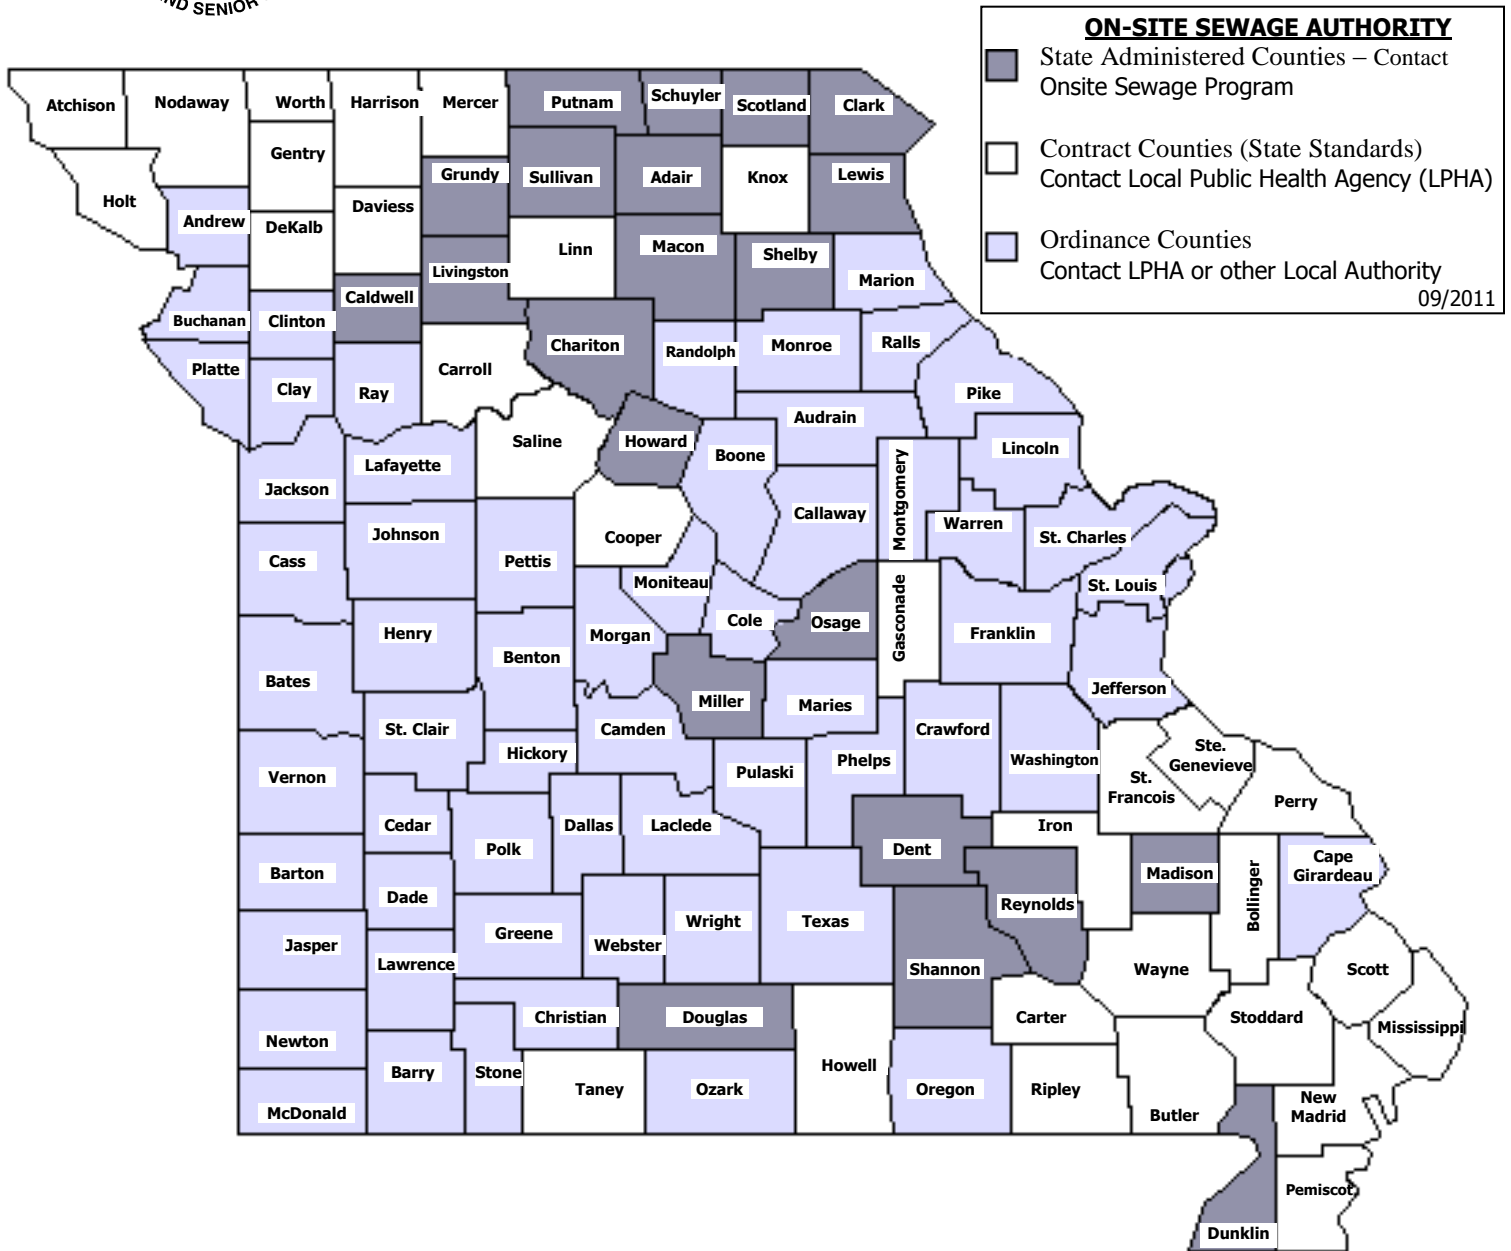 ND SENIOR
ON-SITE SEWAGE AUTHORITY
State Administered Counties – Contact
Onsite Sewage Program
Contract Counties (State Standards)
Contact Local Public Health Agency (LPHA)
Ordinance Counties
Contact LPHA or other Local Authority
09/2011
Atchison
Nodaway
Worth
Harrison
Mercer
Putnam
Schuyler
Scotland
Clark
Gentry
Holt
Andrew
DeKalb
Daviess
Grundy
Sullivan
Adair
Knox
Lewis
Linn
Macon
Shelby
Marion
Livingston
Caldwell
Buchanan
Clinton
Chariton
Randolph
Monroe
Ralls
Platte
Clay
Ray
Carroll
Pike
Audrain
Saline
Howard
Boone
Lincoln
Lafayette
Jackson
Callaway
Montgomery
Warren
St. Charles
Johnson
Cooper
Cass
Pettis
Moniteau
St. Louis
Cole
Osage
Gasconade
Franklin
Henry
Morgan
Benton
Bates
Miller
Maries
Jefferson
St. Clair
Camden
Crawford
Hickory
Phelps
Washington
Ste.
Genevieve
Vernon
Pulaski
St.
Francois
Perry
Cedar
Dallas
Laclede
Iron
Polk
Dent
Barton
Madison
Cape
Girardeau
Dade
Reynolds
Bollinger
Greene
Webster
Wright
Texas
Jasper
Lawrence
Shannon
Wayne
Scott
Christian
Douglas
Carter
Stoddard
Mississippi
Newton
Barry
Stone
Taney
Ozark
Howell
Oregon
Ripley
Butler
New
Madrid
McDonald
Pemiscot
Dunklin